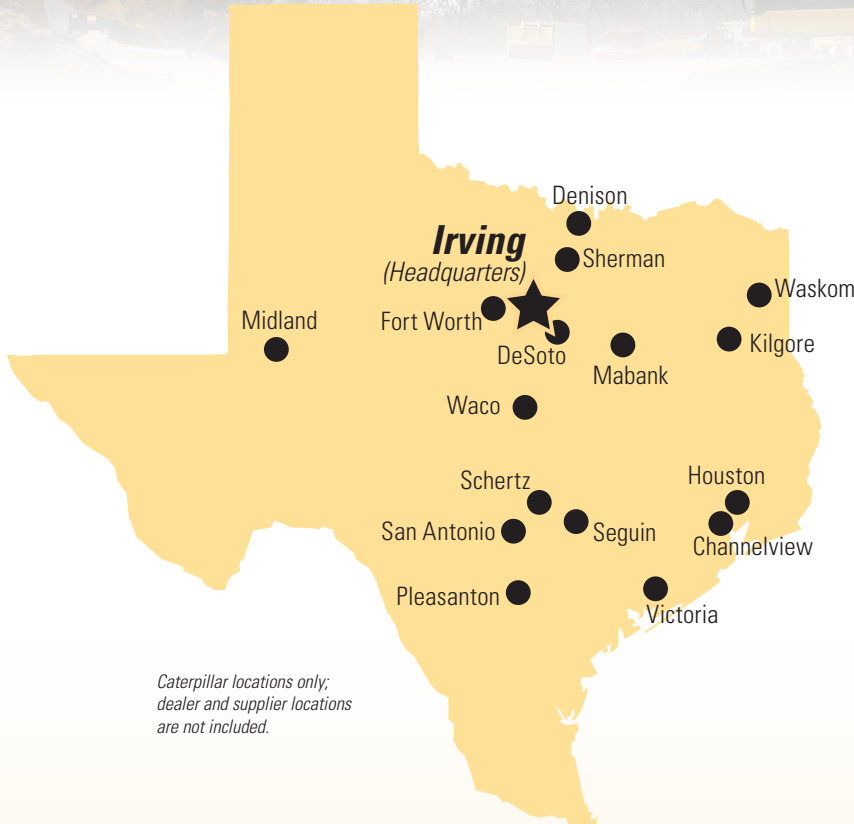 Denison
Irving
(Headquarters)
Sherman
Waskom
Midland
Fort Worth
Kilgore
DeSoto
Mabank
Waco
Schertz
Houston
San Antonio
Seguin
Channelview
Pleasanton
Victoria
Caterpillar locations only;
dealer and supplier locations
are not included.